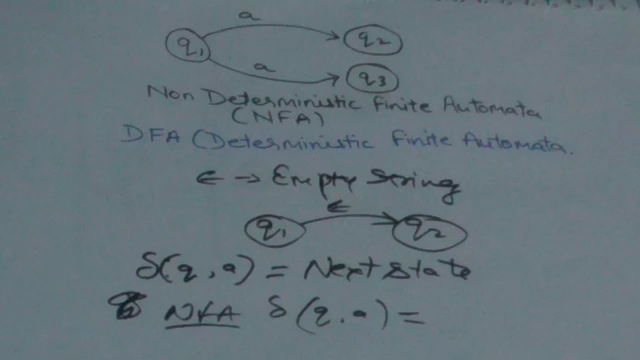 a
q1 q2
a
q3
Non Deterministic Finite Automata
(NFA)
DFA (Deterministic Finite Automata.
∈ → Empty String
∈
q1 q2
δ(q, a) = Next state
NFA δ(q, a) =